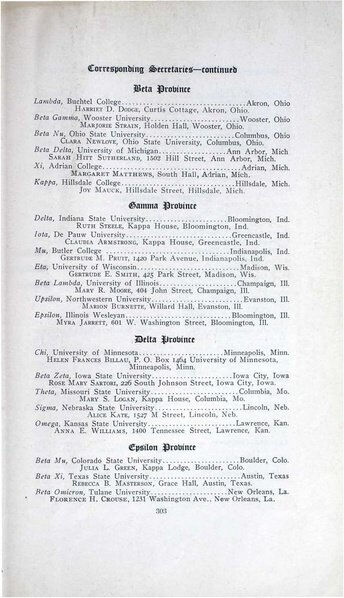 Corresponding Secretaries—continued
Beta Province
Lambda, Buchtel College..............................Akron, Ohio
HARRIET D. DODGE, Curtis Cottage, Akron, Ohio.
Beta Gamma, Wooster University......................Wooster, Ohio
MARJORIE STRAIN, Holden Hall, Wooster, Ohio.
Beta Nu, Ohio State University......................Columbus, Ohio
CLARA NEWLOVE, Ohio State University, Columbus, Ohio.
Beta Delta, University of Michigan..................Ann Arbor, Mich
SARAH HITT SUTHERLAND, 1502 Hill Street, Ann Arbor, Mich
Xi, Adrian College..................................Adrian, Mich.
MARGARET MATTHEWS, South Hall, Adrian, Mich.
Kappa, Hillsdale College............................Hillsdale, Mich
JOY MAUCK, Hillsdale Street, Hillsdale, Mich.
Gamma Province
Delta, Indiana State University.....................Bloomington, Ind.
RUTH STEELE, Kappa House, Bloomington, Ind.
Iota, De Pauw University............................Greencastle, Ind.
CLAUDIA ARMSTRONG, Kappa House, Greencastle, Ind.
Mu, Butler College..................................Indianapolis, Ind.
GERTRUDE M. PRUIT, 1420 Park Avenue, Indianapolis, Ind.
Eta, University of Wisconsin........................Madison, Wis.
GERTRUDE E. SMITH, 425 Park Street, Madison, Wis.
Beta Lambda, University of Illinois.................Champaign, Ill.
MARY R. MOORE, 404 John Street, Champaign, Ill.
Upsilon, Northwestern University....................Evanston, Ill.
MARION BURNETTE, Willard Hall, Evanston, Ill.
Epsilon, Illinois Wesleyan..........................Bloomington, Ill.
MYRA JARRETT, 601 W. Washington Street, Bloomington, Ill.
Delta Province
Chi, University of Minnesota........................Minneapolis, Minn.
HELEN FRANCES BILLAU, P. O. Box 1464 University of Minnesota,
Minneapolis, Minn.
Beta Zeta, Iowa State University....................Iowa City, Iowa
ROSE MARY SARTORI, 226 South Johnson Street, Iowa City, Iowa.
Theta, Missouri State University....................Columbia, Mo.
MARY S. LOGAN, Kappa House, Columbia, Mo.
Sigma, Nebraska State University....................Lincoln, Neb.
ALICE KATE, 1527 M Street, Lincoln, Neb.
Omega, Kansas State University......................Lawrence, Kan.
ANNA E. WILLIAMS, 1400 Tennessee Street, Lawrence, Kan.
Epsilon Province
Beta Mu, Colorado State University..................Boulder, Colo.
JULIA L. GREEN, Kappa Lodge, Boulder, Colo.
Beta Xi, Texas State University.....................Austin, Texas
REBECCA B. MASTERSON, Grace Hall, Austin, Texas.
Beta Omicron, Tulane University.....................New Orleans, La.
FLORENCE H. CROUSE, 1231 Washington Ave., New Orleans, La.
303